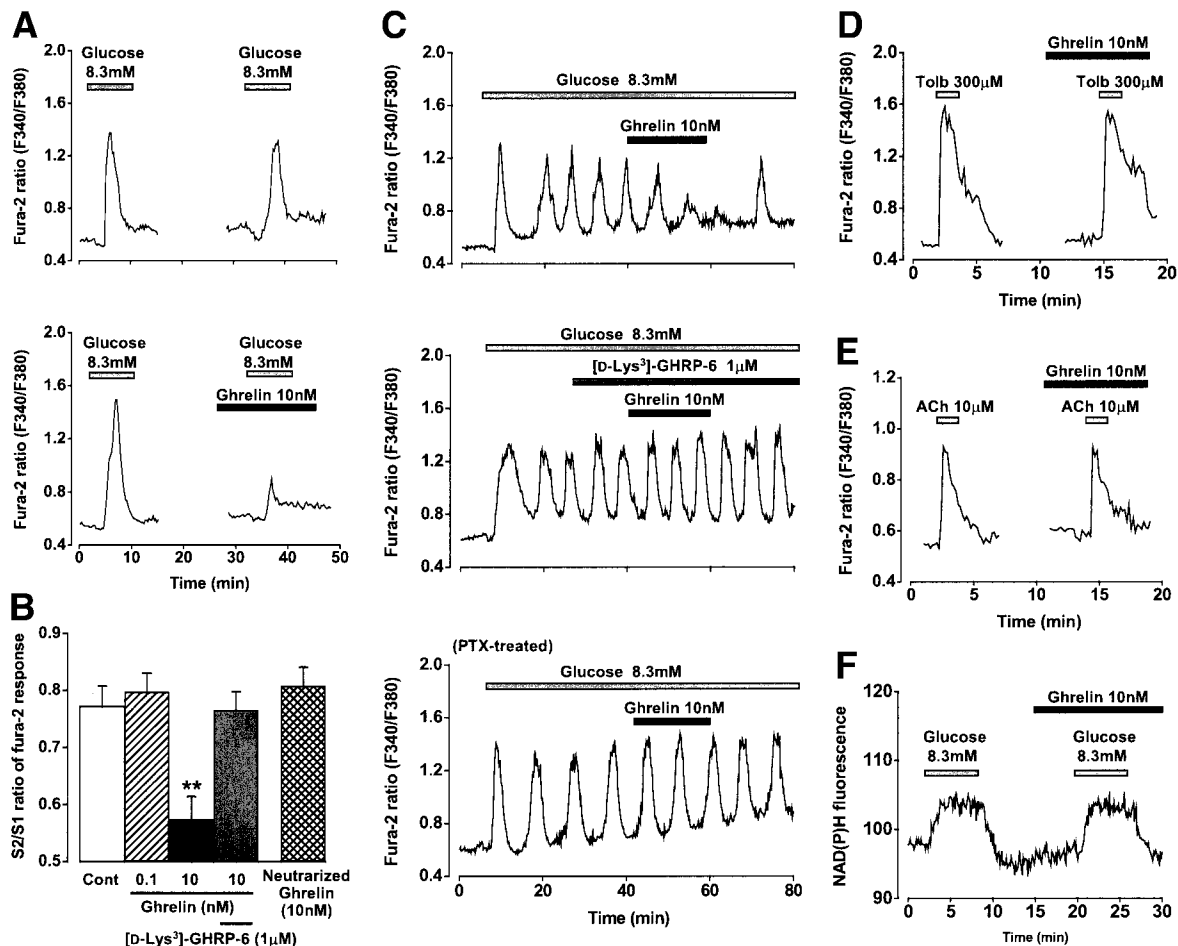 A
2.0
1.6
1.2
0.8
0.4
Fura-2 ratio (F340/F380)
Glucose
8.3mM
Glucose
8.3mM
2.0
1.6
1.2
0.8
0.4
Fura-2 ratio (F340/F380)
Glucose
8.3mM
Glucose
8.3mM
Ghrelin 10nM
0 10 20 30 40 50
Time (min)
B
0.9
0.8
0.7
0.6
0.5
S2/S1 ratio of fura-2 response
**
Cont 0.1 10 10
Ghrelin (nM)
Neutrarized
Ghrelin
(10nM)
[D-Lys³]-GHRP-6 (1μM)
C
2.0
1.6
1.2
0.8
0.4
Fura-2 ratio (F340/F380)
Glucose 8.3mM
Ghrelin 10nM
2.0
1.6
1.2
0.8
0.4
Fura-2 ratio (F340/F380)
Glucose 8.3mM
[D-Lys³]-GHRP-6 1μM
Ghrelin 10nM
(PTX-treated)
2.0
1.6
1.2
0.8
0.4
Fura-2 ratio (F340/F380)
Glucose 8.3mM
Ghrelin 10nM
0 20 40 60 80
Time (min)
D
2.0
1.6
1.2
0.8
0.4
Fura-2 ratio (F340/F380)
Ghrelin 10nM
Tolb 300μM
Tolb 300μM
0 5 10 15 20
Time (min)
E
1.2
1.0
0.8
0.6
0.4
Fura-2 ratio (F340/F380)
Ghrelin 10nM
ACh 10μM
ACh 10μM
0 5 10 15 20
Time (min)
F
120
110
100
90
NAD(P)H fluorescence
Ghrelin 10nM
Glucose
8.3mM
Glucose
8.3mM
0 5 10 15 20 25 30
Time (min)